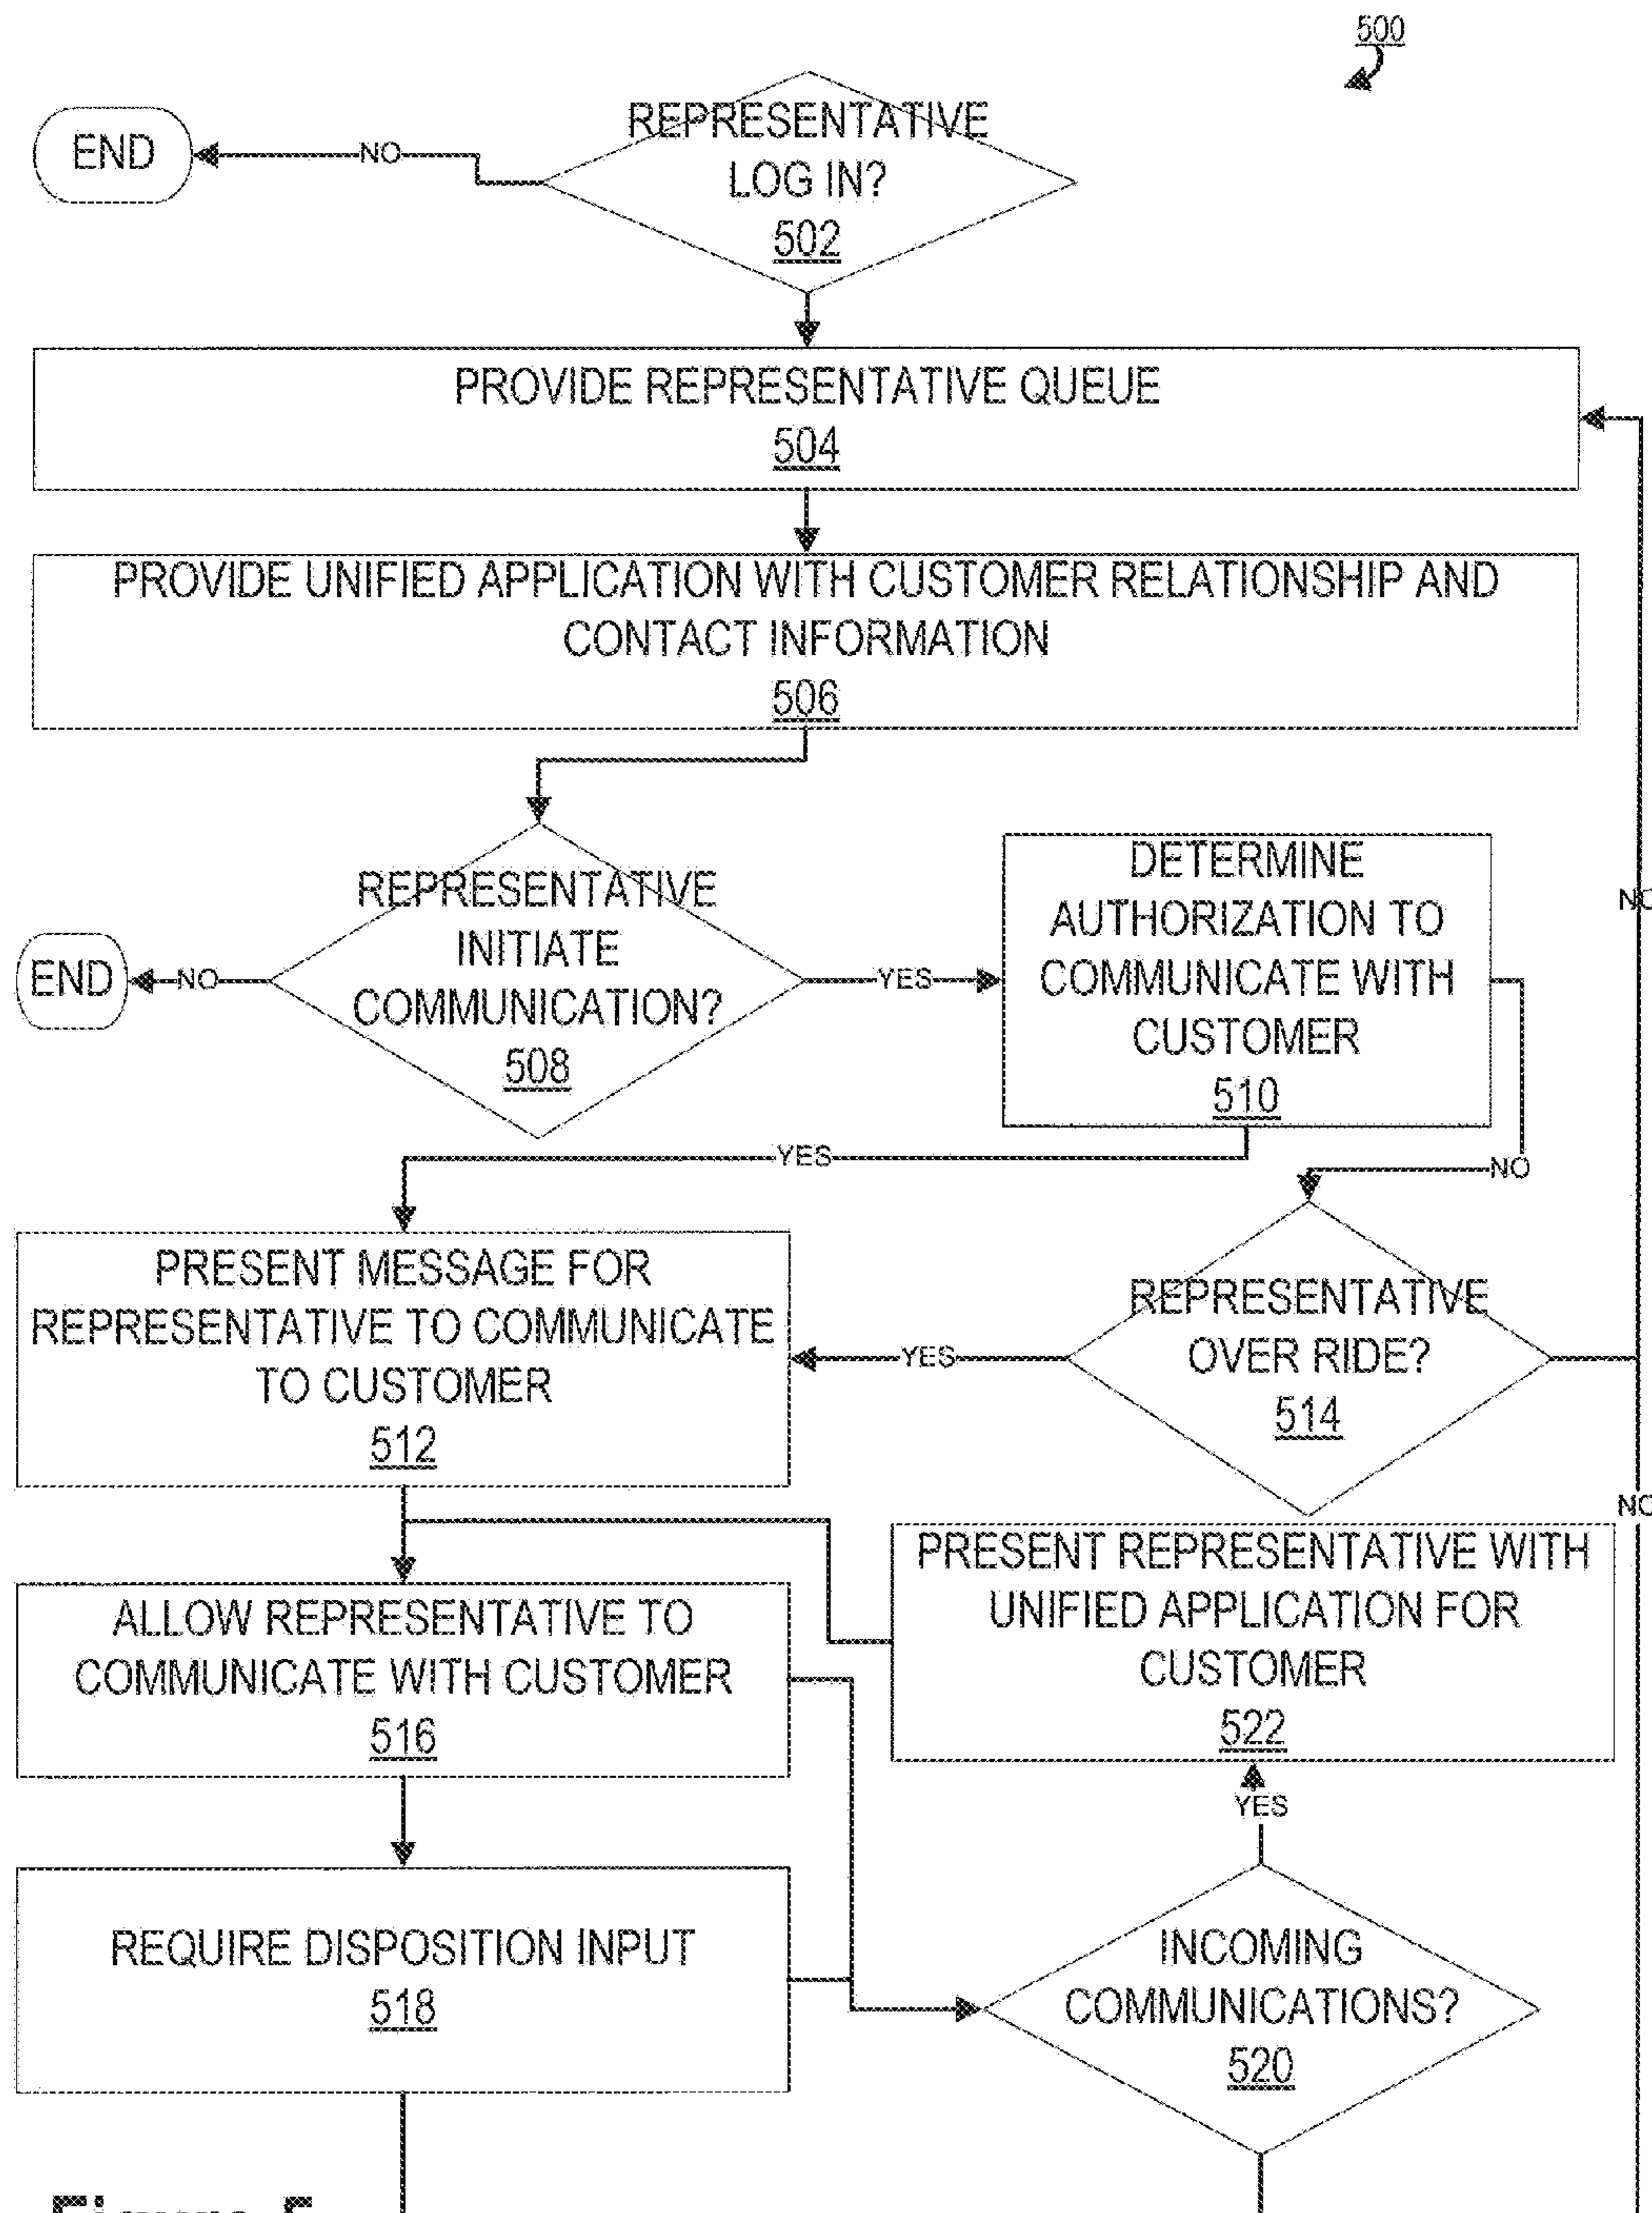 500
REPRESENTATIVE
LOG IN?
502
END
NO
PROVIDE REPRESENTATIVE QUEUE
504
PROVIDE UNIFIED APPLICATION WITH CUSTOMER RELATIONSHIP AND
CONTACT INFORMATION
506
REPRESENTATIVE
INITIATE
COMMUNICATION?
508
END
NO
YES
DETERMINE
AUTHORIZATION TO
COMMUNICATE WITH
CUSTOMER
510
NO
YES
NO
PRESENT MESSAGE FOR
REPRESENTATIVE TO COMMUNICATE
TO CUSTOMER
512
YES
REPRESENTATIVE
OVER RIDE?
514
NO
ALLOW REPRESENTATIVE TO
COMMUNICATE WITH CUSTOMER
516
PRESENT REPRESENTATIVE WITH
UNIFIED APPLICATION FOR
CUSTOMER
522
YES
REQUIRE DISPOSITION INPUT
518
INCOMING
COMMUNICATIONS?
520